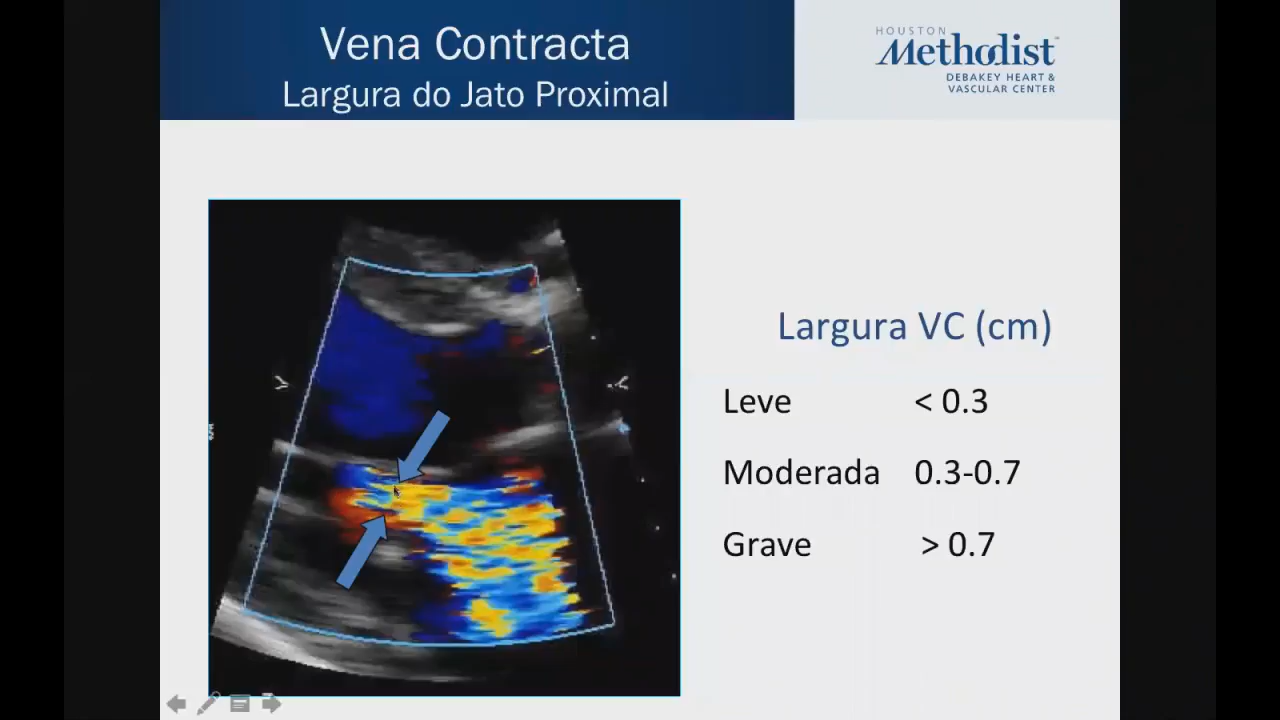 Vena Contracta
Largura do Jato Proximal
HOUSTON
Methodist
DEBAKEY HEART &
VASCULAR CENTER
Largura VC (cm)
Leve < 0.3
Moderada 0.3-0.7
Grave > 0.7